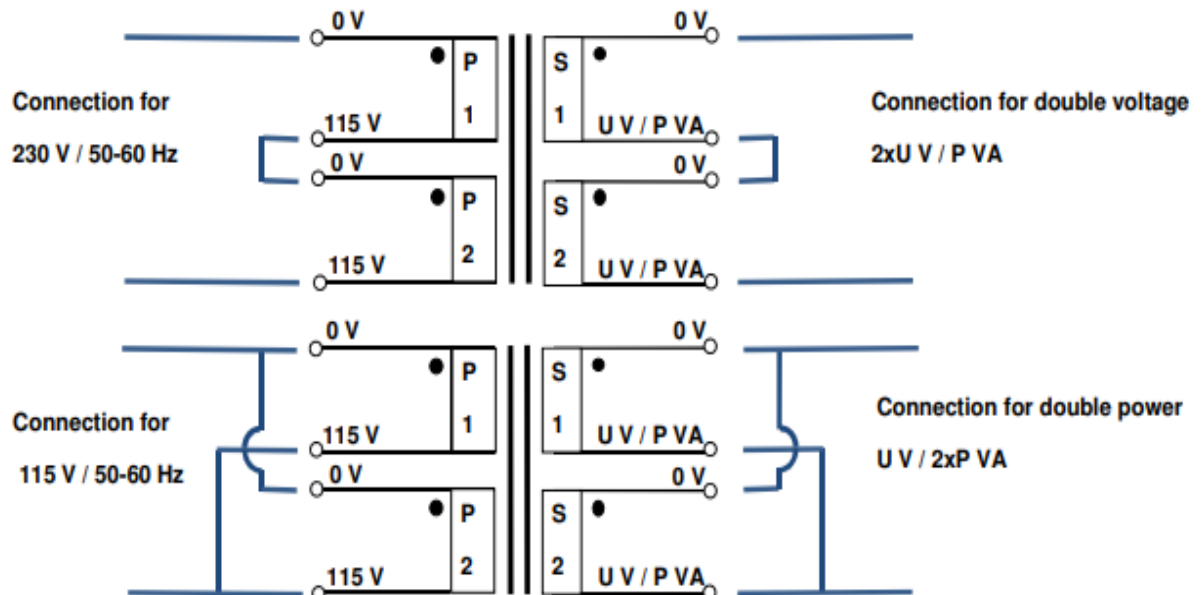 0 V
0 V
P
S
Connection for
Connection for double voltage
115 V
1
1
U V / P VA
230 V / 50-60 Hz
0 V
0 V
2xU V / P VA
P
S
2
2
115 V
U V / P VA
0 V
0 V
P
S
Connection for
Connection for double power
115 V
1
1
U V / P VA
115 V / 50-60 Hz
0 V
0 V
U V / 2xP VA
P
S
2
2
115 V
U V / P VA